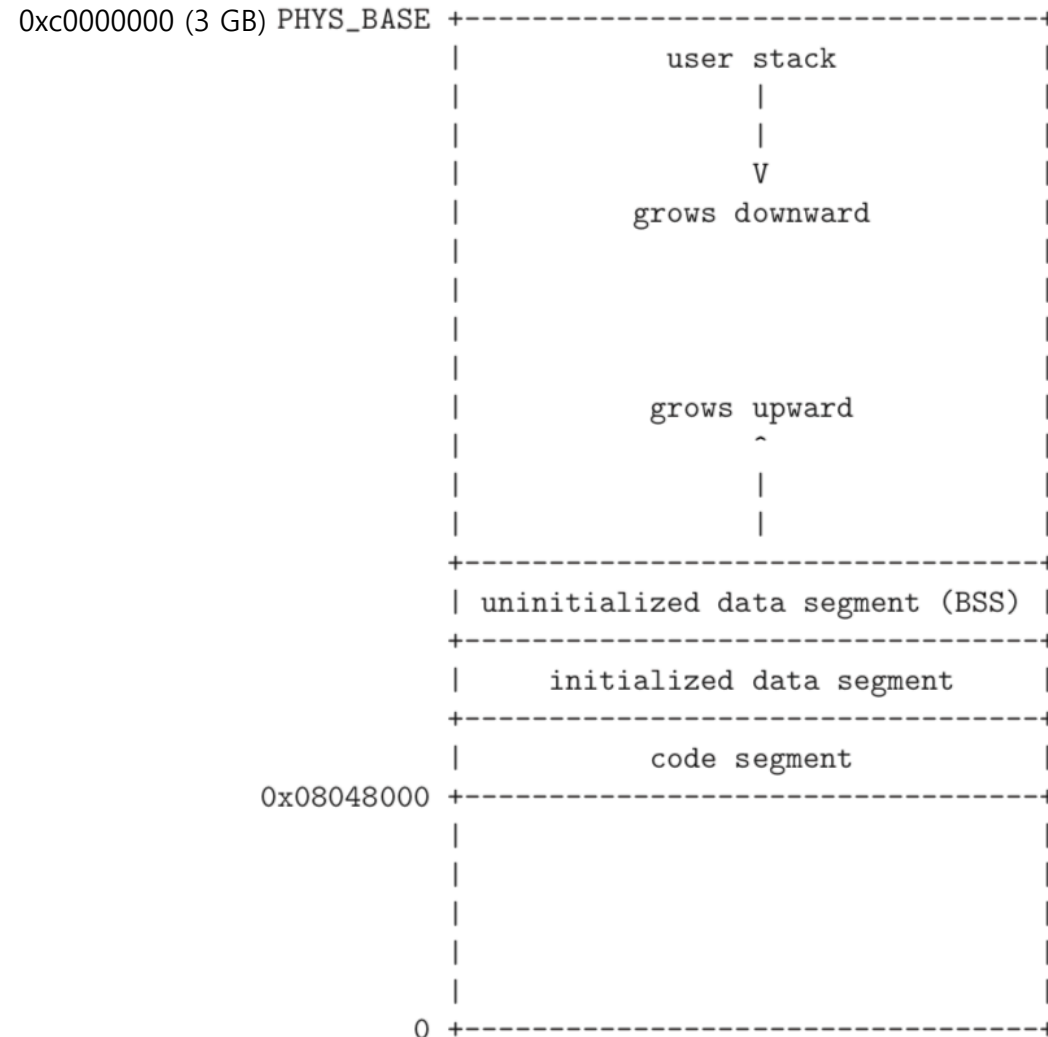 0xc0000000 (3 GB) PHYS_BASE +----------------------------------+
| user stack |
| | |
| | |
| V |
| grows downward |
| |
| |
| |
| |
| grows upward |
| ^ |
| | |
| | |
+----------------------------------+
| uninitialized data segment (BSS) |
+----------------------------------+
| initialized data segment |
+----------------------------------+
| code segment |
0x08048000 +----------------------------------+
| |
| |
| |
| |
| |
0 +----------------------------------+